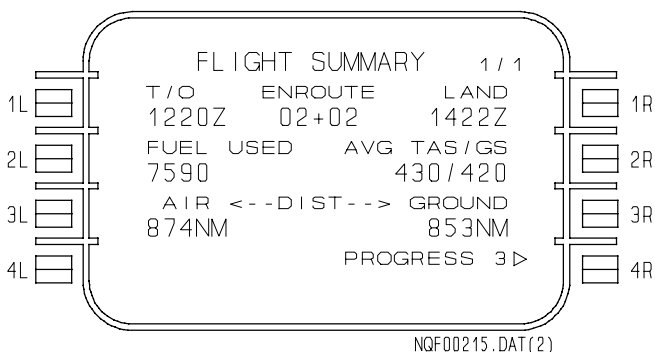 FLIGHT SUMMARY 1/1
T/O ENROUTE LAND
1L 1220Z 02+02 1422Z 1R
FUEL USED AVG TAS/GS
2L 7590 430/420 2R
AIR <--DIST--> GROUND
3L 874NM 853NM 3R
PROGRESS 3▷
4L 4R
NQF00215.DAT(2)